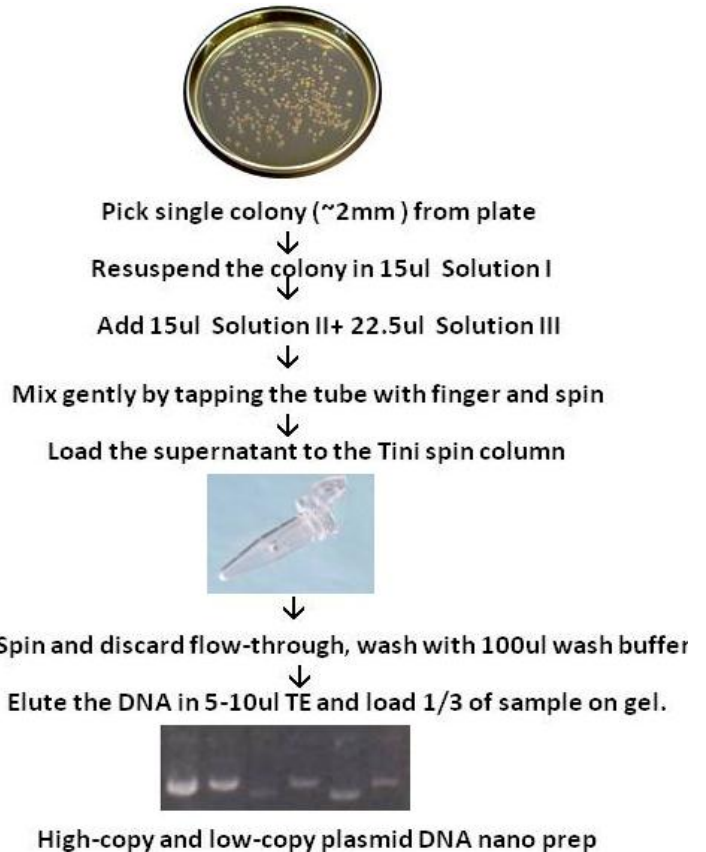 Pick single colony (~2mm ) from plate
Resuspend the colony in 15ul Solution I
Add 15ul Solution II+ 22.5ul Solution III
Mix gently by tapping the tube with finger and spin
Load the supernatant to the Tini spin column
Spin and discard flow-through, wash with 100ul wash buffer
Elute the DNA in 5-10ul TE and load 1/3 of sample on gel.
High-copy and low-copy plasmid DNA nano prep